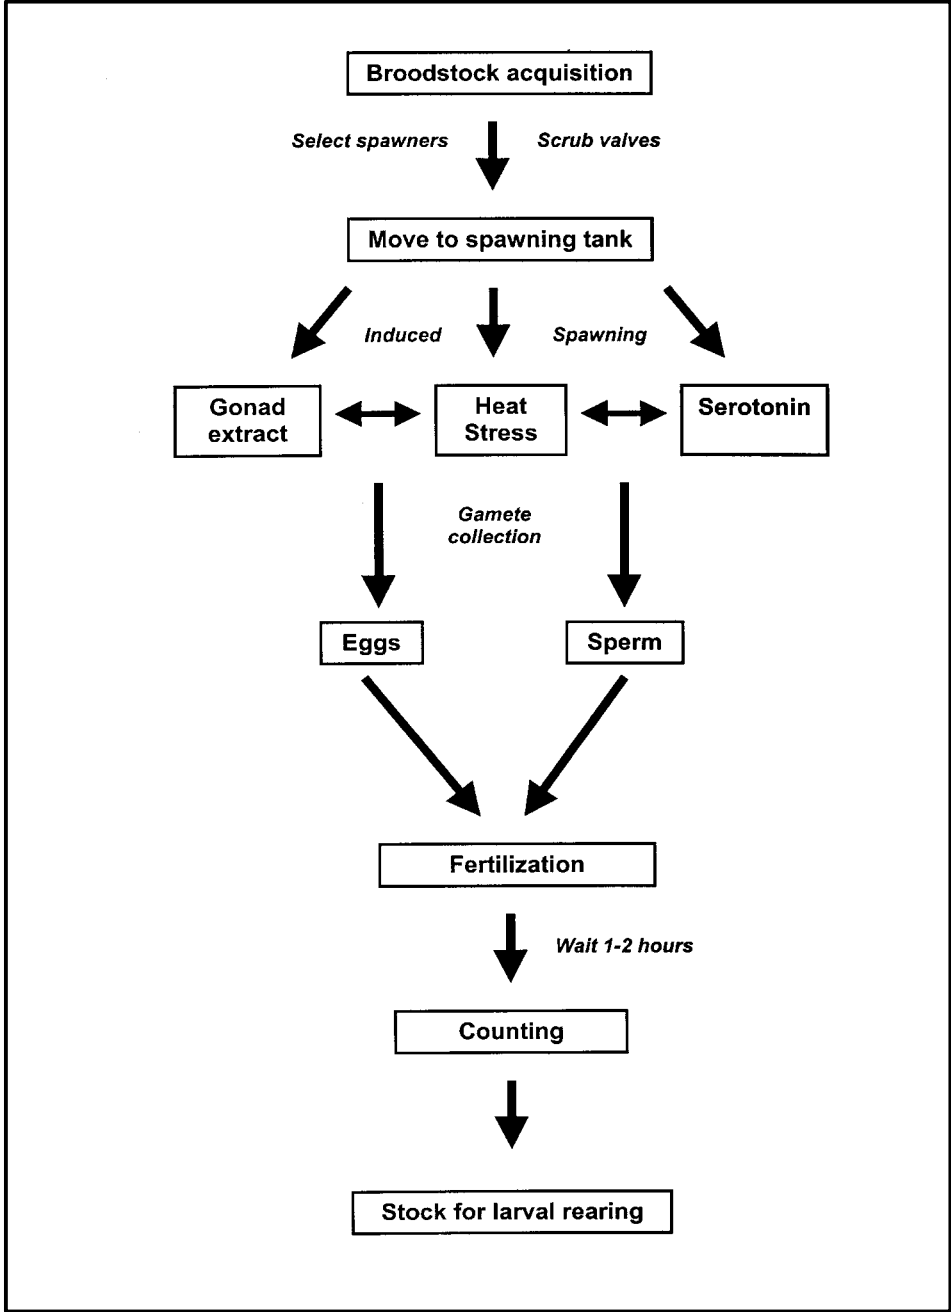 Broodstock acquisition
Select spawners
Scrub valves
Move to spawning tank
Induced
Spawning
Gonad
extract
Heat
Stress
Serotonin
Gamete
collection
Eggs
Sperm
Fertilization
Wait 1-2 hours
Counting
Stock for larval rearing